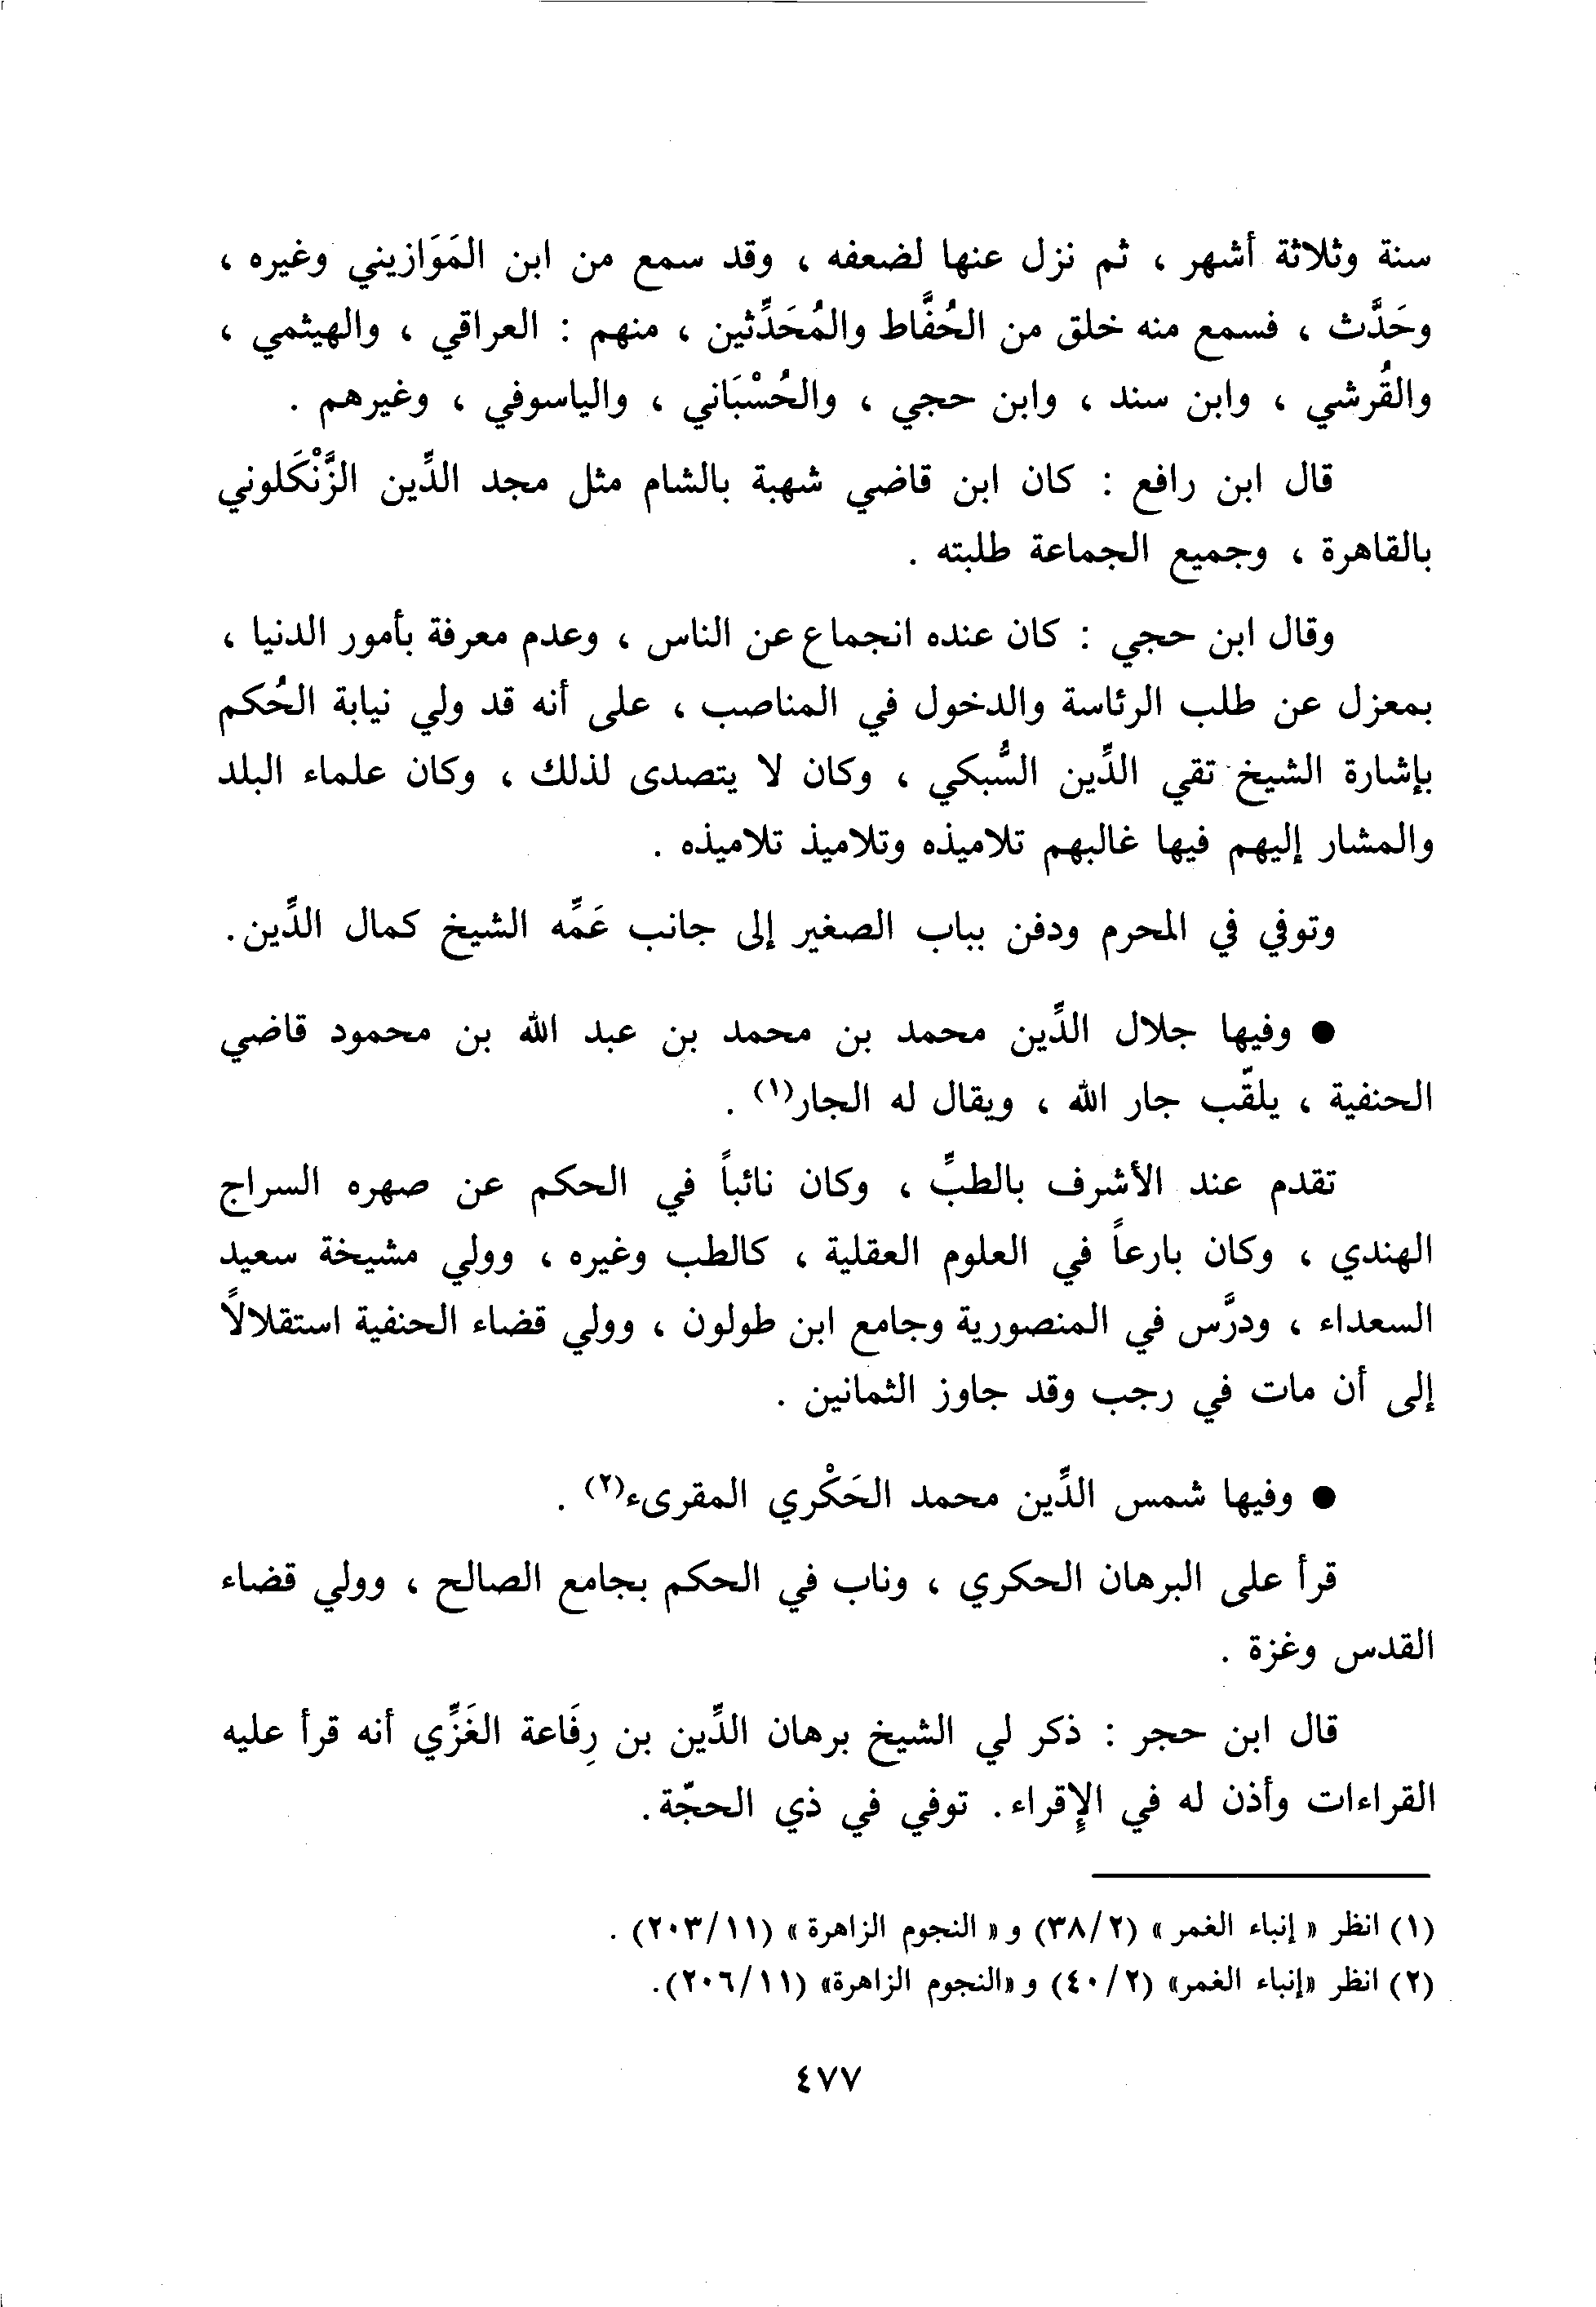 سنة وثلاثة أشهر ، ثم نزل عنها لضعفه ، وقد سمع من ابن المَوَازيني وغيره ،
وحَدَّث ، فسمع منه خلق من الحُفَّاط والمُحَدِّثين ، منهم : العراقي ، والهيثمي ،
والقُرشي ، وابن سند ، وابن حجي ، والحُسْبَاني ، والياسوفي ، وغيرهم .
قال ابن رافع : كان ابن قاضي شهبة بالشام مثل مجد الدِّين الزَّنْكَلوني
بالقاهرة ، وجميع الجماعة طلبته .
وقال ابن حجي : كان عنده انجماع عن الناس ، وعدم معرفة بأمور الدنيا ،
بمعزل عن طلب الرئاسة والدخول في المناصب ، على أنه قد ولي نيابة الحُكم
بإشارة الشيخ تقي الدِّين السُّبكي ، وكان لا يتصدى لذلك ، وكان علماء البلد
والمشار إليهم فيها غالبهم تلاميذه وتلاميذ تلاميذه .
وتوفي في المحرم ودفن بباب الصغير إلى جانب عَمِّه الشيخ كمال الدِّين.
● وفيها جلال الدِّين محمد بن محمد بن عبد الله بن محمود قاضي
الحنفية ، يلقّب جار الله ، ويقال له الجار(١) .
تقدم عند الأشرف بالطبِّ ، وكان نائباً في الحكم عن صهره السراج
الهندي ، وكان بارعاً في العلوم العقلية ، كالطب وغيره ، وولي مشيخة سعيد
السعداء ، ودرَّس في المنصورية وجامع ابن طولون ، وولي قضاء الحنفية استقلالاً
إلى أن مات في رجب وقد جاوز الثمانين .
● وفيها شمس الدِّين محمد الحَكْري المقرىء(٢) .
قرأ على البرهان الحكري ، وناب في الحكم بجامع الصالح ، وولي قضاء
القدس وغزة .
قال ابن حجر : ذكر لي الشيخ برهان الدِّين بن رِفَاعة الغَزِّي أنه قرأ عليه
القراءات وأذن له في الإِقراء. توفي في ذي الحجّة.
(١) انظر « إنباء الغمر » (٣٨/٢) و « النجوم الزاهرة » (٢٠٣/١١) .
(٢) انظر «إنباء الغمر» (٤٠/٢) و «النجوم الزاهرة» (٢٠٦/١١).
٤٧٧